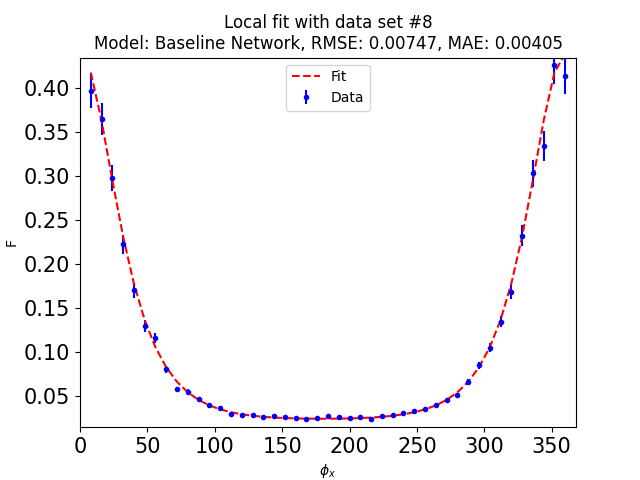 Local fit with data set #8
Model: Baseline Network, RMSE: 0.00747, MAE: 0.00405
Fit
Data
0.40
0.35
0.30
0.25
0.20
0.15
0.10
0.05
F
0 50 100 150 200 250 300 350
ϕx